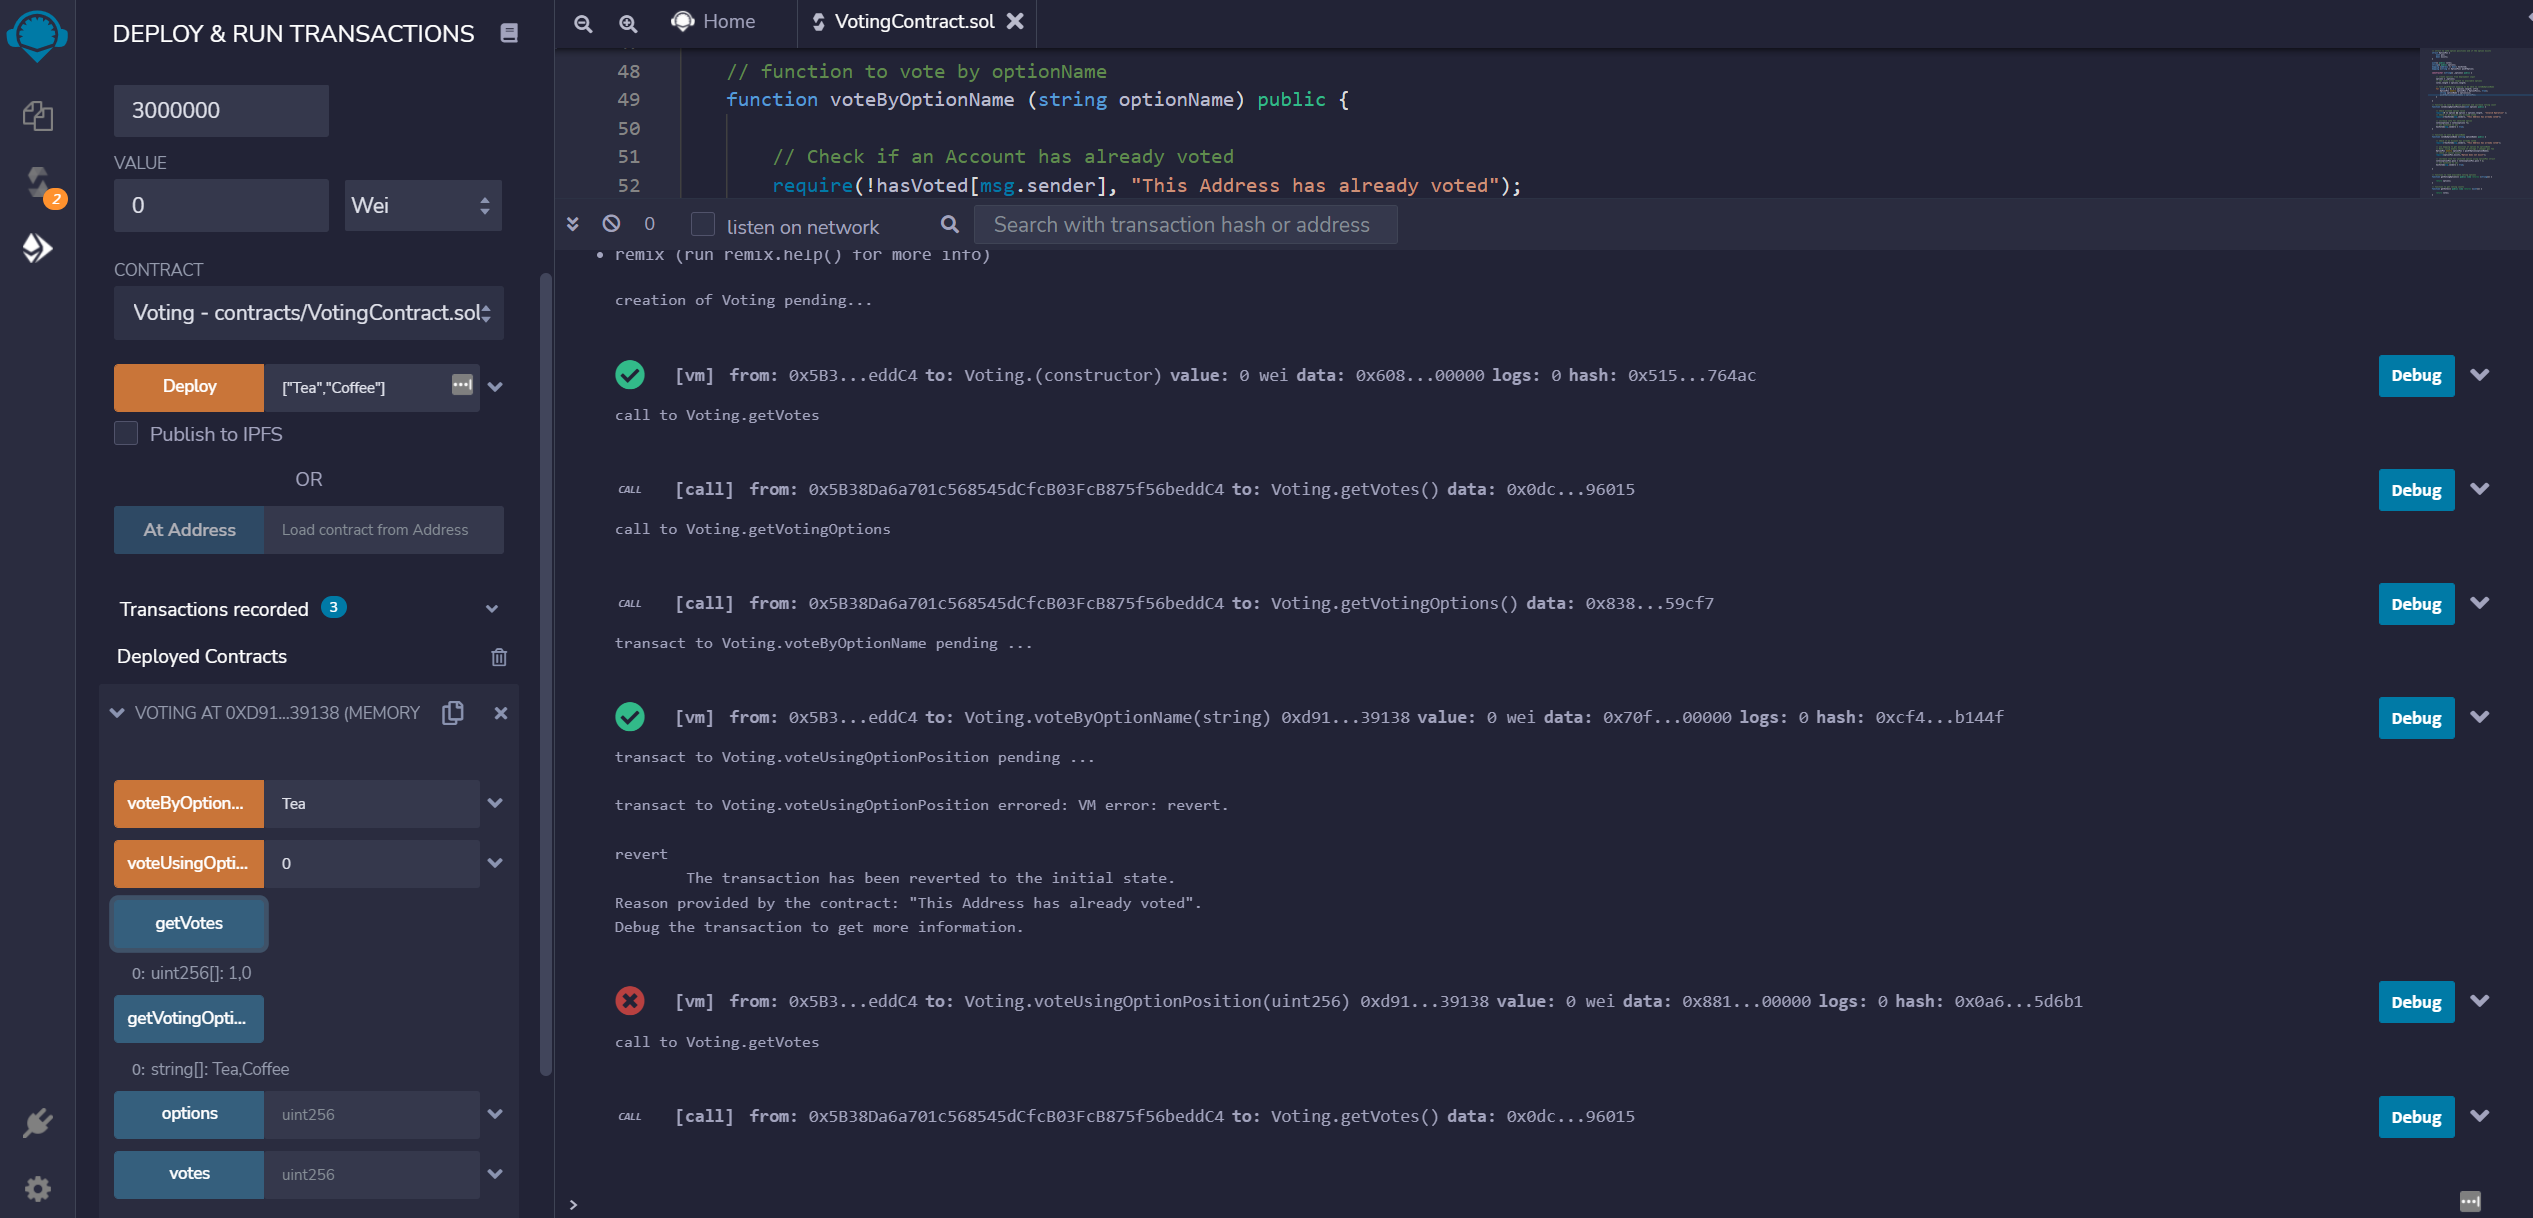 DEPLOY & RUN TRANSACTIONS
3000000
VALUE
0
Wei
CONTRACT
Voting - contracts/VotingContract.sol
Deploy
["Tea","Coffee"]
Publish to IPFS
OR
At Address
Load contract from Address
Transactions recorded 3
Deployed Contracts
VOTING AT 0XD91...39138 (MEMORY
voteByOption...
Tea
voteUsingOpti...
0
getVotes
0: uint256[]: 1,0
getVotingOpti...
0: string[]: Tea,Coffee
options
uint256
votes
uint256
2
Home
VotingContract.sol
48 // function to vote by optionName
49 function voteByOptionName (string optionName) public {
50
51 // Check if an Account has already voted
52 require(!hasVoted[msg.sender], "This Address has already voted");
0
listen on network
Search with transaction hash or address
• remix (run remix.help() for more info)
creation of Voting pending...
[vm] from: 0x5B3...eddC4 to: Voting.(constructor) value: 0 wei data: 0x608...00000 logs: 0 hash: 0x515...764ac
Debug
call to Voting.getVotes
CALL [call] from: 0x5B38Da6a701c568545dCfcB03FcB875f56beddC4 to: Voting.getVotes() data: 0x0dc...96015
Debug
call to Voting.getVotingOptions
CALL [call] from: 0x5B38Da6a701c568545dCfcB03FcB875f56beddC4 to: Voting.getVotingOptions() data: 0x838...59cf7
Debug
transact to Voting.voteByOptionName pending ...
[vm] from: 0x5B3...eddC4 to: Voting.voteByOptionName(string) 0xd91...39138 value: 0 wei data: 0x70f...00000 logs: 0 hash: 0xcf4...b144f
Debug
transact to Voting.voteUsingOptionPosition pending ...
transact to Voting.voteUsingOptionPosition errored: VM error: revert.
revert
The transaction has been reverted to the initial state.
Reason provided by the contract: "This Address has already voted".
Debug the transaction to get more information.
[vm] from: 0x5B3...eddC4 to: Voting.voteUsingOptionPosition(uint256) 0xd91...39138 value: 0 wei data: 0x881...00000 logs: 0 hash: 0x0a6...5d6b1
Debug
call to Voting.getVotes
CALL [call] from: 0x5B38Da6a701c568545dCfcB03FcB875f56beddC4 to: Voting.getVotes() data: 0x0dc...96015
Debug
>